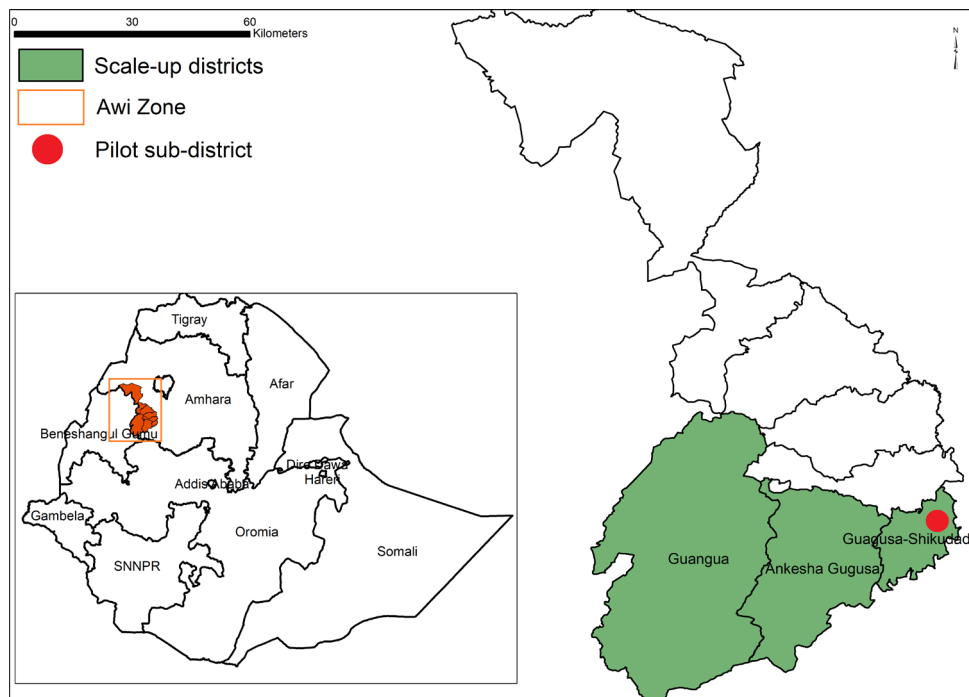 0 30 60
Kilometers
N
Scale-up districts
Awi Zone
Pilot sub-district
Tigray
Afar
Amhara
Beneshangul Gumu
Dire Dawa
Harer
Addis Ababa
Gambela
Oromia
Somali
SNNPR
Guagusa-Shikudad
Guangua
Ankesha Gugusa